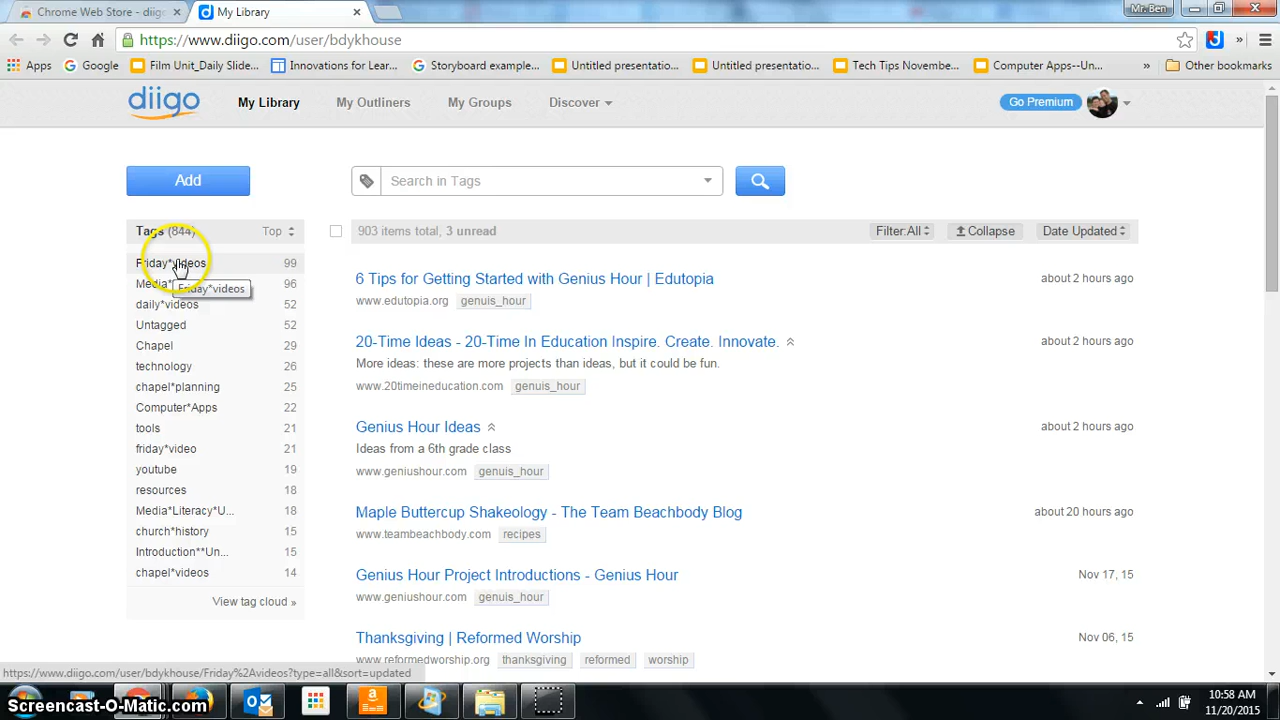 Chrome Web Store - diig
My Library
Mr. Ben
https://www.diigo.com/user/bdykhouse
Apps
Google
Film Unit_Daily Slide...
Innovations for Lear...
Storyboard example...
Untitled presentatio...
Untitled presentatio...
Tech Tips Novembe...
Computer Apps--Un...
»
Other bookmarks
diigo
My Library
My Outliners
My Groups
Discover
Go Premium
Add
Search in Tags
Tags (844)
Top
903 items total, 3 unread
Filter:All
Collapse
Date Updated
Friday*videos 99
Friday*videos
96
daily*videos 52
Untagged 52
Chapel 29
technology 26
chapel*planning 25
Computer*Apps 22
tools 21
friday*video 21
youtube 19
resources 18
Media*Literacy*U... 18
church*history 15
Introduction**Un... 15
chapel*videos 14
View tag cloud »
6 Tips for Getting Started with Genius Hour | Edutopia
about 2 hours ago
www.edutopia.org genuis_hour
20-Time Ideas - 20-Time In Education Inspire. Create. Innovate.
about 2 hours ago
More ideas: these are more projects than ideas, but it could be fun.
www.20timeineducation.com genuis_hour
Genius Hour Ideas
about 2 hours ago
Ideas from a 6th grade class
www.geniushour.com genuis_hour
Maple Buttercup Shakeology - The Team Beachbody Blog
about 20 hours ago
www.teambeachbody.com recipes
Genius Hour Project Introductions - Genius Hour
Nov 17, 15
www.geniushour.com genuis_hour
Thanksgiving | Reformed Worship
Nov 06, 15
www.reformedworship.org thanksgiving reformed worship
https://www.diigo.com/user/bdykhouse/Friday%2Avideos?type=all&sort=updated
Screencast-O-Matic.com
10:58 AM
11/20/2015